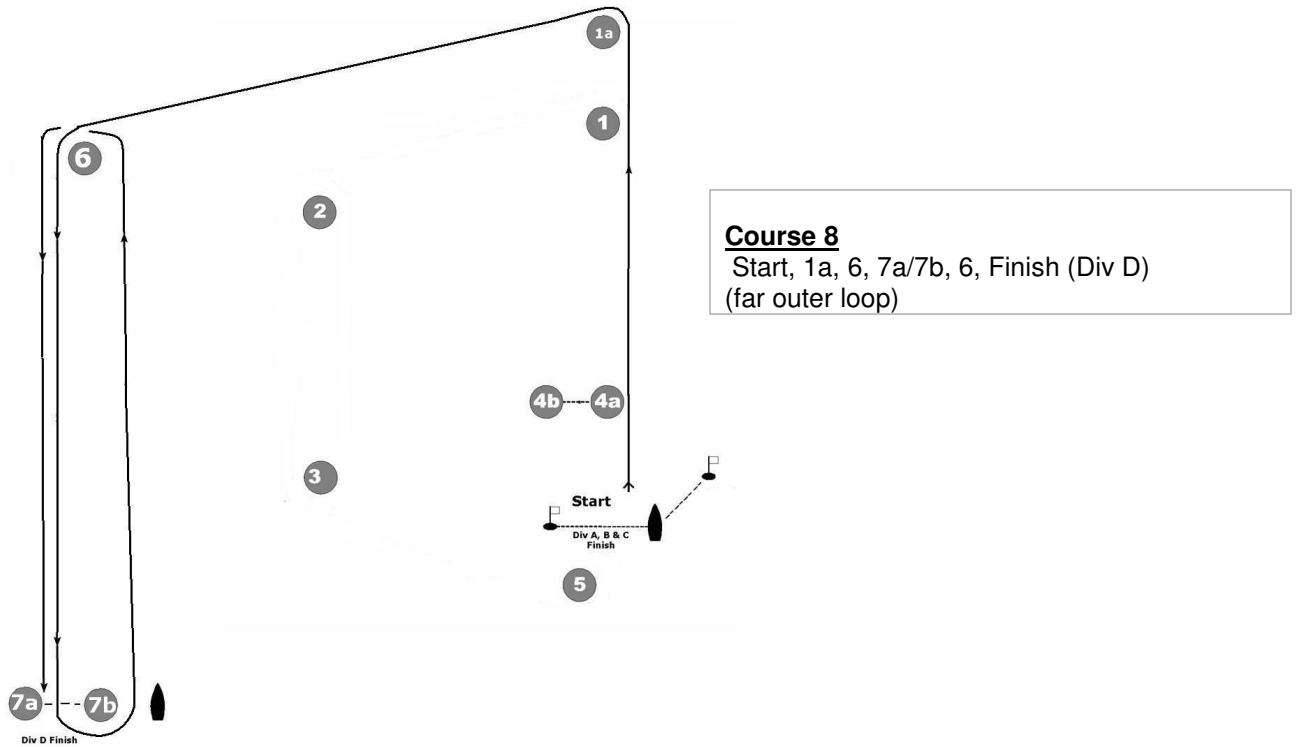 1a
1
6
2
Course 8
Start, 1a, 6, 7a/7b, 6, Finish (Div D)
(far outer loop)
4b 4a
3
Start
Div A, B & C
Finish
5
7a 7b
Div D Finish